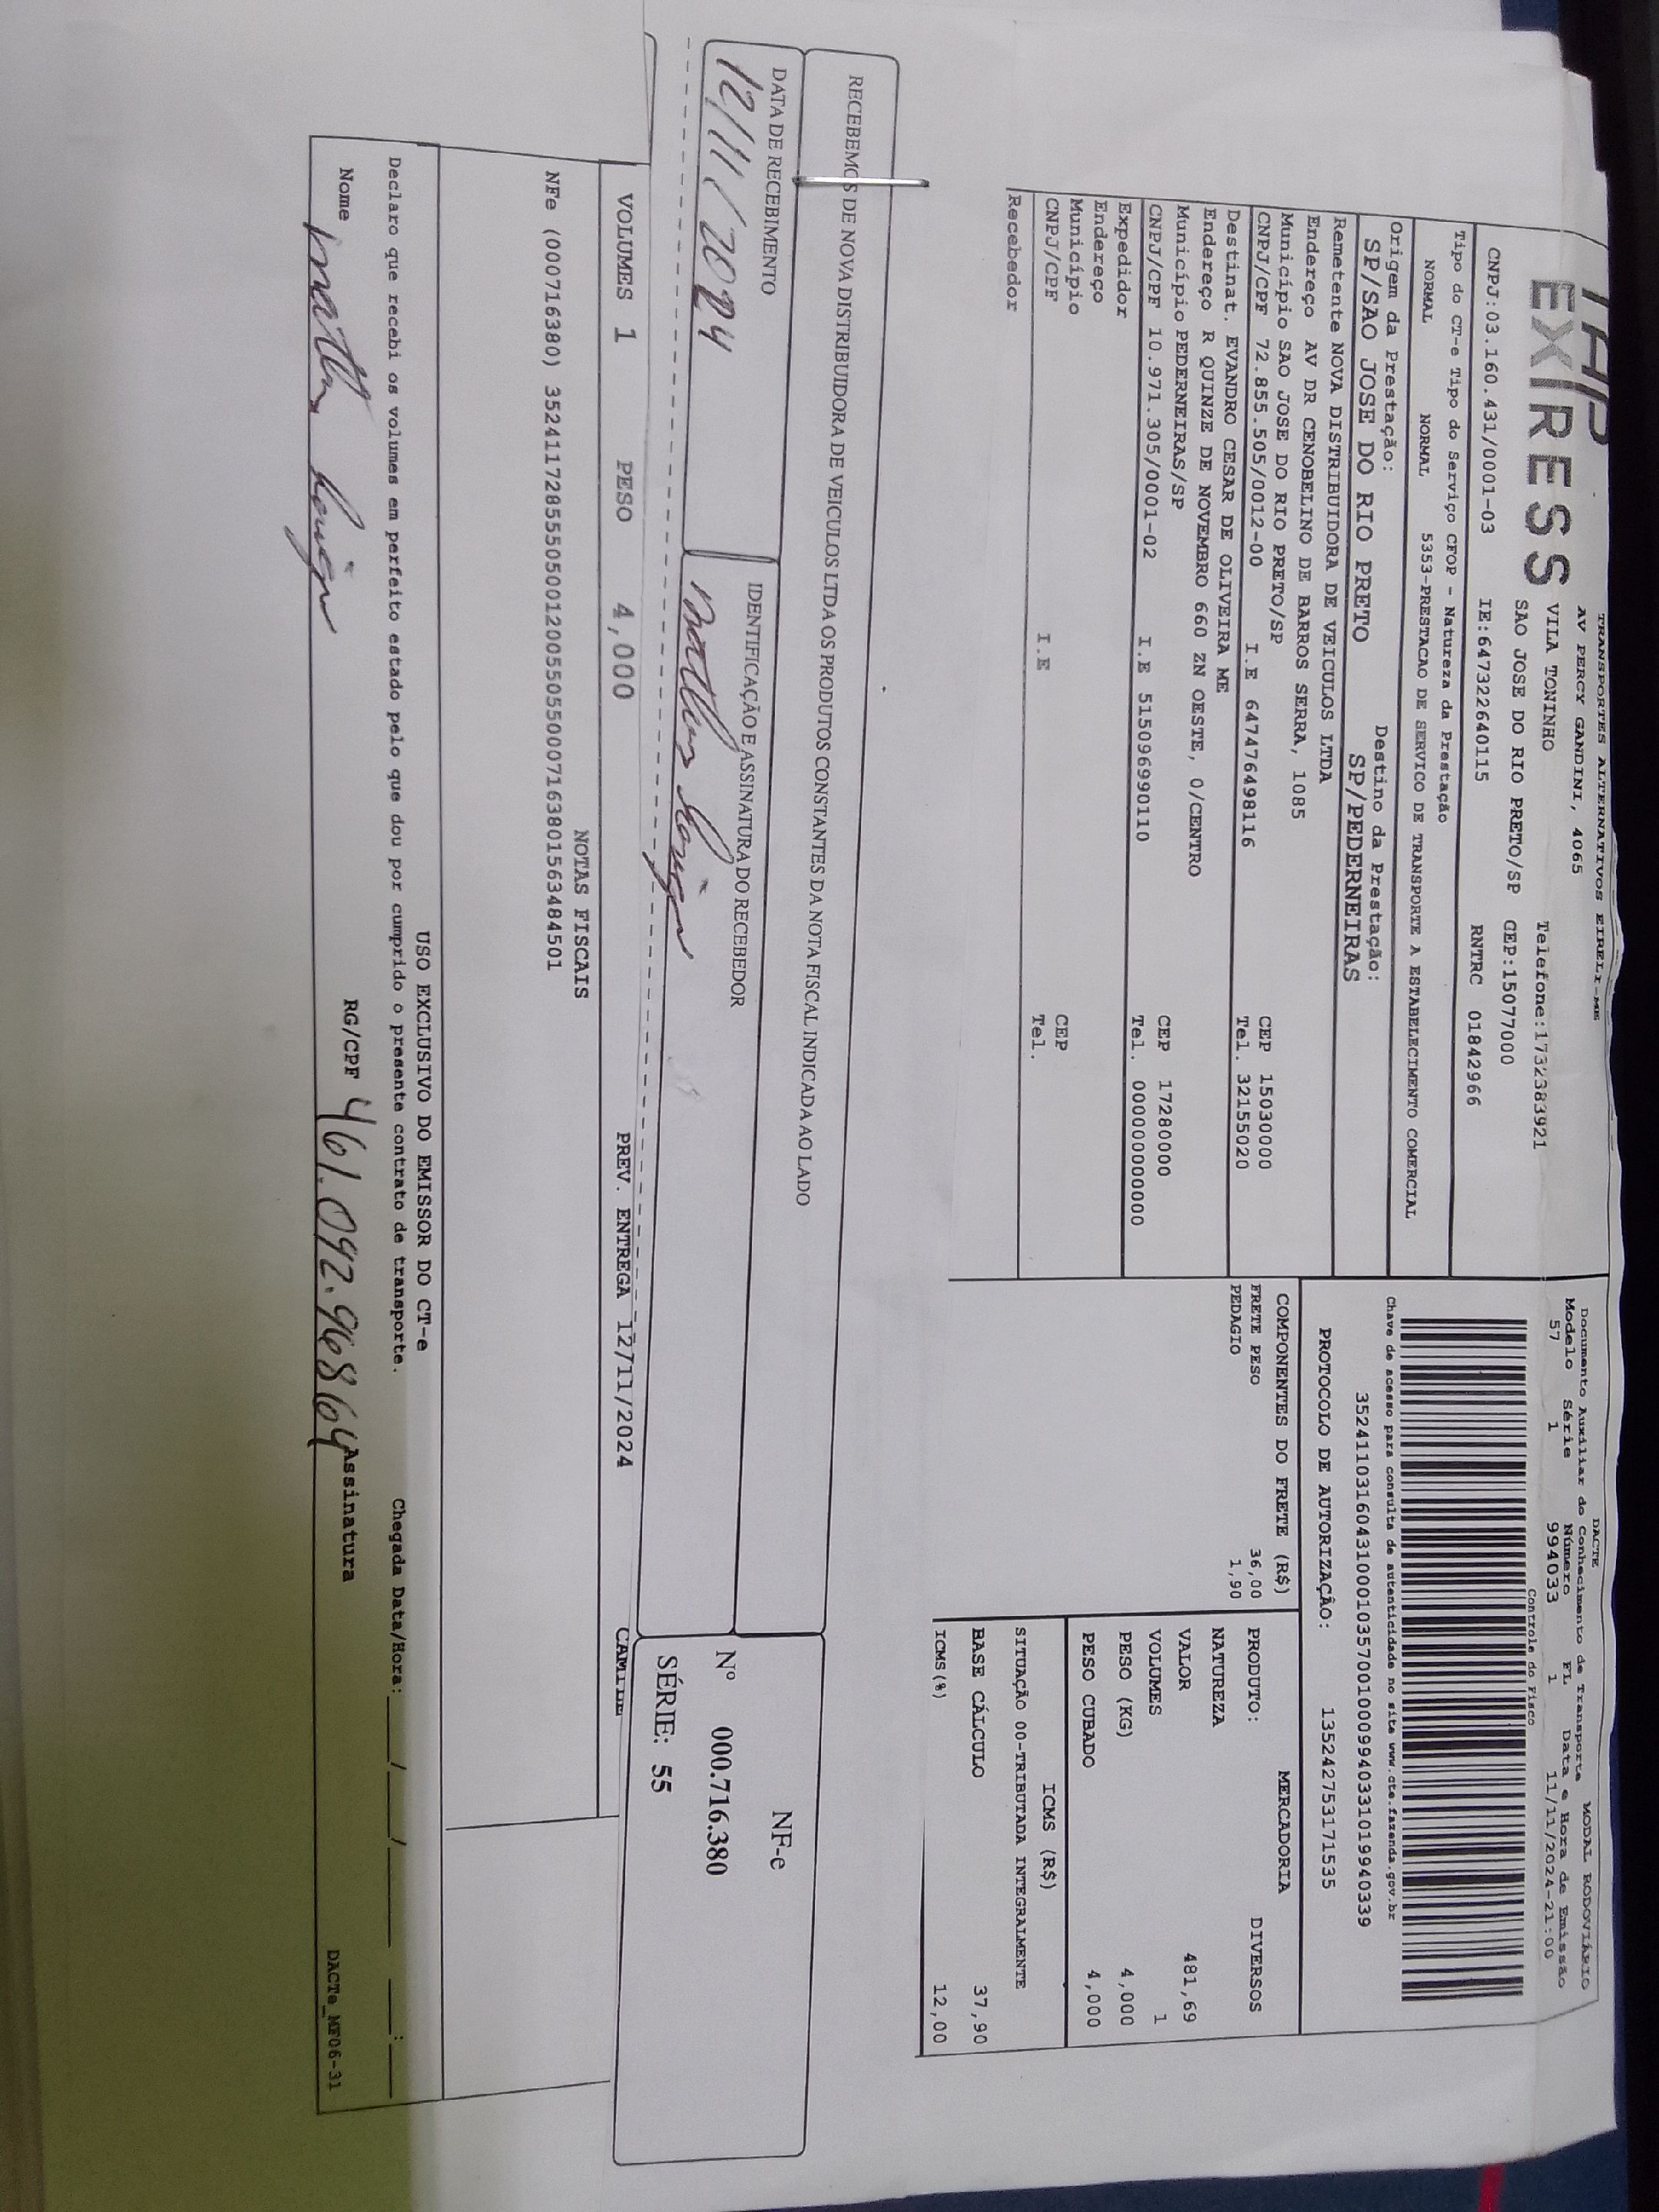 TAP
EXPRESS
TRANSPORTES ALTERNATIVOS EIRELI-ME
AV PERCY GANDINI, 4065
VILA TONINHO Telefone:1732383921
SAO JOSE DO RIO PRETO/SP CEP:15077000
CNPJ:03.160.431/0001-03 IE:647322640115 RNTRC 01842966
Tipo do CT-e Tipo do Serviço CFOP - Natureza da Prestação
NORMAL NORMAL 5353-PRESTACAO DE SERVICO DE TRANSPORTE A ESTABELECIMENTO COMERCIAL
Origem da Prestação: Destino da Prestação:
SP/SAO JOSE DO RIO PRETO SP/PEDERNEIRAS
Remetente NOVA DISTRIBUIDORA DE VEICULOS LTDA
Endereço AV DR CENOBELINO DE BARROS SERRA, 1085
Município SAO JOSE DO RIO PRETO/SP CEP 15030000
CNPJ/CPF 72.855.505/0012-00 I.E 647476498116 Tel. 32155020
Destinat. EVANDRO CESAR DE OLIVEIRA ME
Endereço R QUINZE DE NOVEMBRO 660 ZN OESTE, 0/CENTRO
Município PEDERNEIRAS/SP CEP 17280000
CNPJ/CPF 10.971.305/0001-02 I.E 515096990110 Tel. 000000000000
Expedidor
Endereço
Município CEP
CNPJ/CPF I.E Tel.
Recebedor
DACTE MODAL RODOVIÁRIO
Documento Auxiliar do Conhecimento de Transporte
Modelo Série Número FL Data e Hora de Emissão
57 1 994033 1 11/11/2024-21:00
Controle do Fisco
Chave de acesso para consulta de autenticidade no site www.cte.fazenda.gov.br
35241103160431000103570010009940331019940339
PROTOCOLO DE AUTORIZAÇÃO: 135242753171535
COMPONENTES DO FRETE (R$)
FRETE PESO 36,00
PEDAGIO 1,90
MERCADORIA
PRODUTO: DIVERSOS
NATUREZA
VALOR 481,69
VOLUMES 1
PESO (KG) 4,000
PESO CUBADO 4,000
ICMS (R$)
SITUAÇÃO 00-TRIBUTADA INTEGRALMENTE
BASE CÁLCULO 37,90
ICMS(%) 12,00
RECEBEMOS DE NOVA DISTRIBUIDORA DE VEICULOS LTDA OS PRODUTOS CONSTANTES DA NOTA FISCAL INDICADA AO LADO
DATA DE RECEBIMENTO IDENTIFICAÇÃO E ASSINATURA DO RECEBEDOR
12/11/2024
NF-e
Nº 000.716.380
SÉRIE: 55
VOLUMES 1 PESO 4,000 PREV. ENTREGA 12/11/2024
NOTAS FISCAIS
NFe (000716380) 35241172855505001200550550007163801563484501
USO EXCLUSIVO DO EMISSOR DO CT-e
Declaro que recebi os volumes em perfeito estado pelo que dou por cumprido o presente contrato de transporte. Chegada Data/Hora:____/____/____ ___:___
Nome RG/CPF 461.092.968 64 Assinatura
DACTe_MF06-31